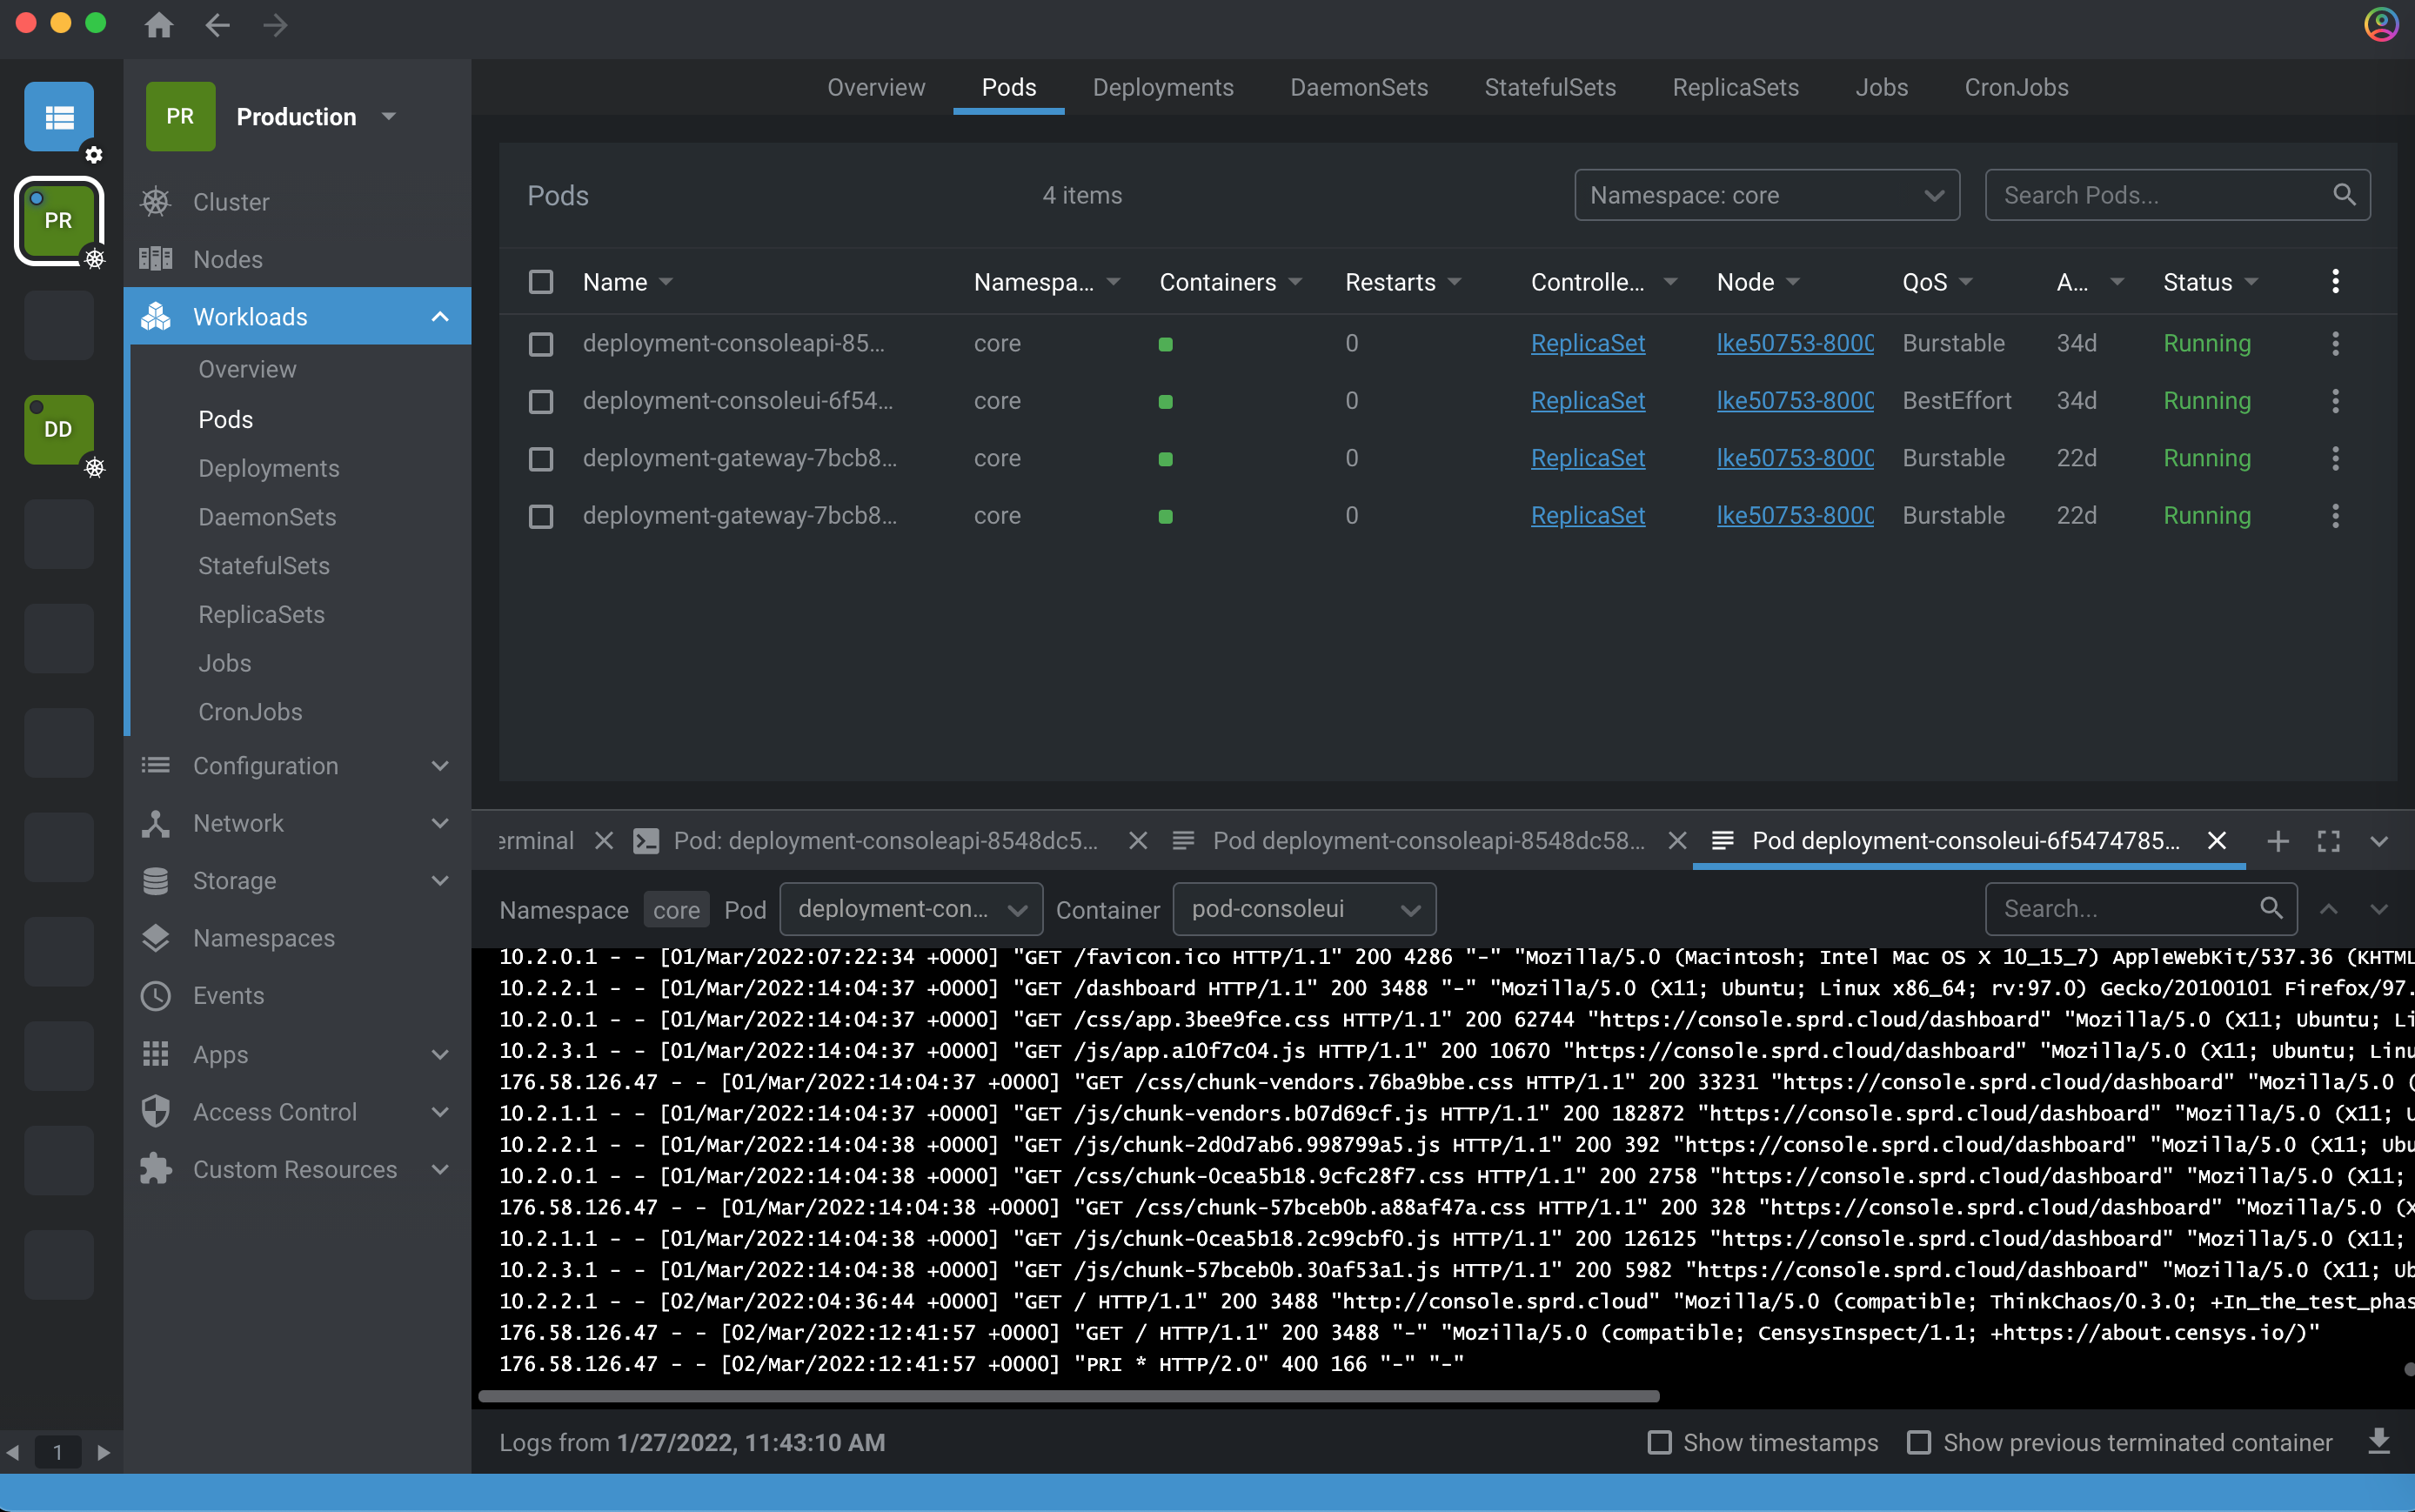 PR
DD
1
PR Production
Cluster
Nodes
Workloads
Overview
Pods
Deployments
DaemonSets
StatefulSets
ReplicaSets
Jobs
CronJobs
Configuration
Network
Storage
Namespaces
Events
Apps
Access Control
Custom Resources
Overview Pods Deployments DaemonSets StatefulSets ReplicaSets Jobs CronJobs
Pods 4 items Namespace: core Search Pods...
Name Namespa... Containers Restarts Controlle... Node QoS A... Status
deployment-consoleapi-85... core 0 ReplicaSet lke50753-8000 Burstable 34d Running
deployment-consoleui-6f54... core 0 ReplicaSet lke50753-8000 BestEffort 34d Running
deployment-gateway-7bcb8... core 0 ReplicaSet lke50753-8000 Burstable 22d Running
deployment-gateway-7bcb8... core 0 ReplicaSet lke50753-8000 Burstable 22d Running
erminal Pod: deployment-consoleapi-8548dc5... Pod deployment-consoleapi-8548dc58... Pod deployment-consoleui-6f5474785...
Namespace core Pod deployment-con... Container pod-consoleui Search...
10.2.0.1 - - [01/Mar/2022:07:22:34 +0000] "GET /favicon.ico HTTP/1.1" 200 4286 "-" "Mozilla/5.0 (Macintosh; Intel Mac OS X 10_15_7) AppleWebKit/537.36 (KHTML
10.2.2.1 - - [01/Mar/2022:14:04:37 +0000] "GET /dashboard HTTP/1.1" 200 3488 "-" "Mozilla/5.0 (X11; Ubuntu; Linux x86_64; rv:97.0) Gecko/20100101 Firefox/97.
10.2.0.1 - - [01/Mar/2022:14:04:37 +0000] "GET /css/app.3bee9fce.css HTTP/1.1" 200 62744 "https://console.sprd.cloud/dashboard" "Mozilla/5.0 (X11; Ubuntu; Li
10.2.3.1 - - [01/Mar/2022:14:04:37 +0000] "GET /js/app.a10f7c04.js HTTP/1.1" 200 10670 "https://console.sprd.cloud/dashboard" "Mozilla/5.0 (X11; Ubuntu; Linu
176.58.126.47 - - [01/Mar/2022:14:04:37 +0000] "GET /css/chunk-vendors.76ba9bbe.css HTTP/1.1" 200 33231 "https://console.sprd.cloud/dashboard" "Mozilla/5.0 (
10.2.1.1 - - [01/Mar/2022:14:04:37 +0000] "GET /js/chunk-vendors.b07d69cf.js HTTP/1.1" 200 182872 "https://console.sprd.cloud/dashboard" "Mozilla/5.0 (X11; U
10.2.2.1 - - [01/Mar/2022:14:04:38 +0000] "GET /js/chunk-2d0d7ab6.998799a5.js HTTP/1.1" 200 392 "https://console.sprd.cloud/dashboard" "Mozilla/5.0 (X11; Ubu
10.2.0.1 - - [01/Mar/2022:14:04:38 +0000] "GET /css/chunk-0cea5b18.9cfc28f7.css HTTP/1.1" 200 2758 "https://console.sprd.cloud/dashboard" "Mozilla/5.0 (X11;
176.58.126.47 - - [01/Mar/2022:14:04:38 +0000] "GET /css/chunk-57bceb0b.a88af47a.css HTTP/1.1" 200 328 "https://console.sprd.cloud/dashboard" "Mozilla/5.0 (X
10.2.1.1 - - [01/Mar/2022:14:04:38 +0000] "GET /js/chunk-0cea5b18.2c99cbf0.js HTTP/1.1" 200 126125 "https://console.sprd.cloud/dashboard" "Mozilla/5.0 (X11;
10.2.3.1 - - [01/Mar/2022:14:04:38 +0000] "GET /js/chunk-57bceb0b.30af53a1.js HTTP/1.1" 200 5982 "https://console.sprd.cloud/dashboard" "Mozilla/5.0 (X11; Ub
10.2.2.1 - - [02/Mar/2022:04:36:44 +0000] "GET / HTTP/1.1" 200 3488 "http://console.sprd.cloud" "Mozilla/5.0 (compatible; ThinkChaos/0.3.0; +In_the_test_phas
176.58.126.47 - - [02/Mar/2022:12:41:57 +0000] "GET / HTTP/1.1" 200 3488 "-" "Mozilla/5.0 (compatible; CensysInspect/1.1; +https://about.censys.io/)"
176.58.126.47 - - [02/Mar/2022:12:41:57 +0000] "PRI * HTTP/2.0" 400 166 "-" "-"
Logs from 1/27/2022, 11:43:10 AM Show timestamps Show previous terminated container